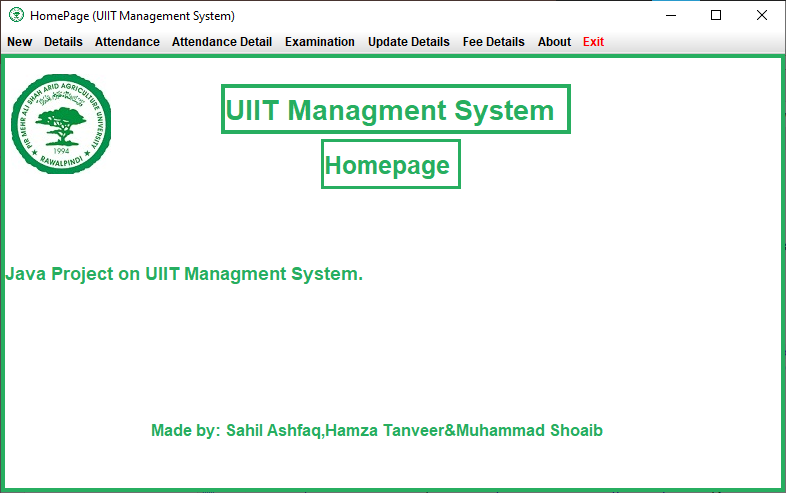 HomePage (UIIT Management System)
New Details Attendance Attendance Detail Examination Update Details Fee Details About Exit
PIR MEHR ALI SHAH ARID AGRICULTURE UNIVERSITY
1994
RAWALPINDI
UIIT Managment System
Homepage
Java Project on UIIT Managment System.
Made by: Sahil Ashfaq,Hamza Tanveer&Muhammad Shoaib